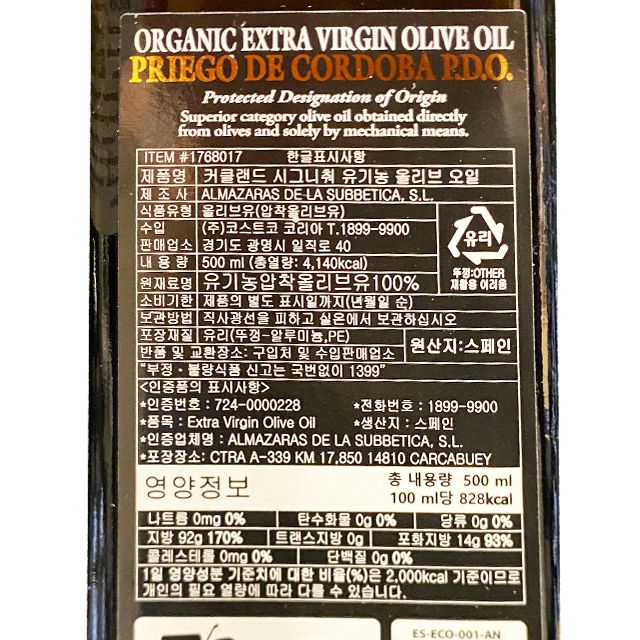 ORGANIC EXTRA VIRGIN OLIVE OIL
PRIEGO DE CORDOBA P.D.O.
Protected Designation of Origin
Superior category olive oil obtained directly
from olives and solely by mechanical means.
ITEM #1768017 한글표시사항
제품명 커클랜드 시그니춰 유기농 올리브 오일
제 조 사 ALMAZARAS DE LA SUBBETICA, S.L.
식품유형 올리브유(압착올리브유)
수입 (주)코스트코 코리아 T.1899-9900
판매업소 경기도 광명시 일직로 40
내 용 량 500 ml (총열량: 4,140kcal)
원재료명 유기농압착올리브유100%
유리
뚜껑:OTHER
재활용 어려움
소비기한 제품의 별도 표시일까지(년월일 순)
보관방법 직사광선을 피하고 실온에서 보관하십시오
포장재질 유리(뚜껑-알루미늄,PE)
반품 및 교환장소: 구입처 및 수입판매업소
원산지:스페인
"부정·불량식품 신고는 국번없이 1399"
<인증품의 표시사항>
*인증번호 : 724-0000228 *전화번호 : 1899-9900
*품목 : Extra Virgin Olive Oil *생산지 : 스페인
*인증업체명 : ALMAZARAS DE LA SUBBETICA, S.L.
*포장장소: CTRA A-339 KM 17,850 14810 CARCABUEY
영양정보
총 내용량 500 ml
100 ml당 828kcal
나트륨 0mg 0% 탄수화물 0g 0% 당류 0g 0%
지방 92g 170% 트랜스지방 0g 포화지방 14g 93%
콜레스테롤 0mg 0% 단백질 0g 0%
1일 영양성분 기준치에 대한 비율(%)은 2,000kcal 기준이므로
개인의 필요 열량에 따라 다를 수 있습니다.
ES-ECO-001-AN